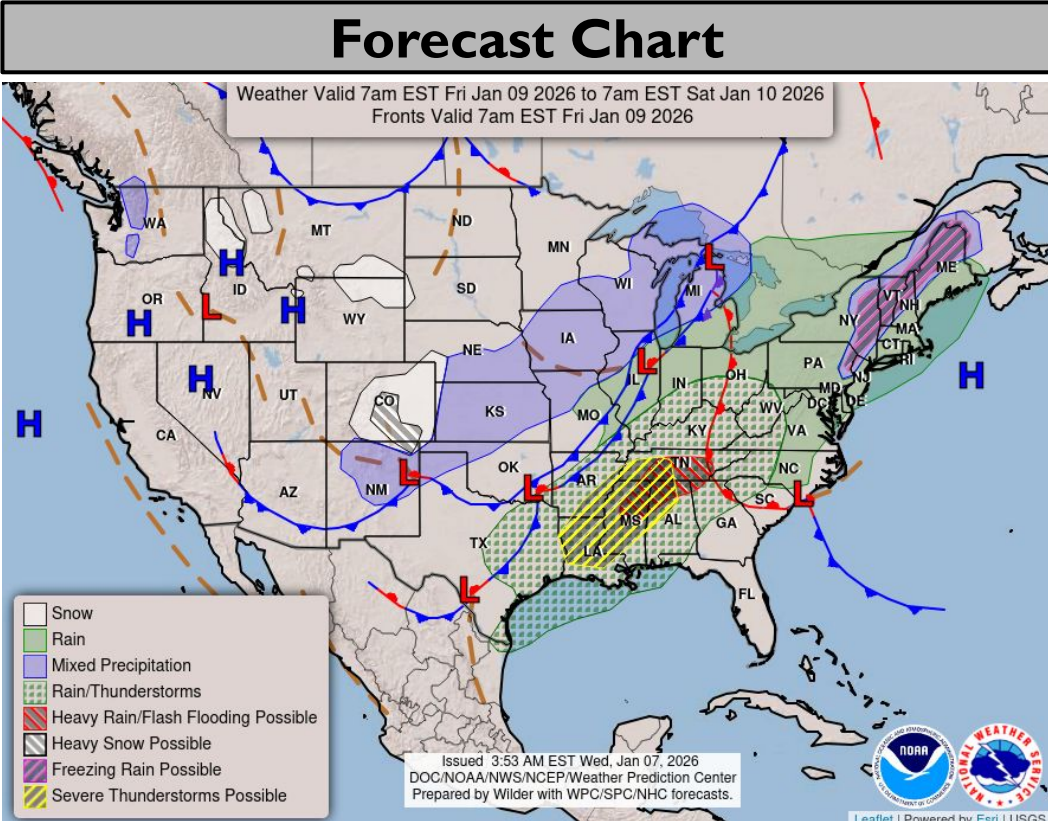 Forecast Chart
Weather Valid 7am EST Fri Jan 09 2026 to 7am EST Sat Jan 10 2026
Fronts Valid 7am EST Fri Jan 09 2026
WA
MT
ND
MN
ME
OR
H
ID
L
SD
WI
MI
L
VT
NH
NY
MA
CT
RI
H
H
WY
NE
IA
L
PA
NJ
H
NV
UT
CO
KS
MO
IL
IN
OH
MD
DE
DC
WV
VA
H
H
CA
AZ
NM
L
OK
L
AR
KY
TN
NC
SC
L
TX
L
LA
MS
AL
GA
FL
Snow
Rain
Mixed Precipitation
Rain/Thunderstorms
Heavy Rain/Flash Flooding Possible
Heavy Snow Possible
Freezing Rain Possible
Severe Thunderstorms Possible
Issued 3:53 AM EST Wed, Jan 07, 2026
DOC/NOAA/NWS/NCEP/Weather Prediction Center
Prepared by Wilder with WPC/SPC/NHC forecasts.
NOAA
NATIONAL WEATHER SERVICE
Leaflet | Powered by Esri | USGS